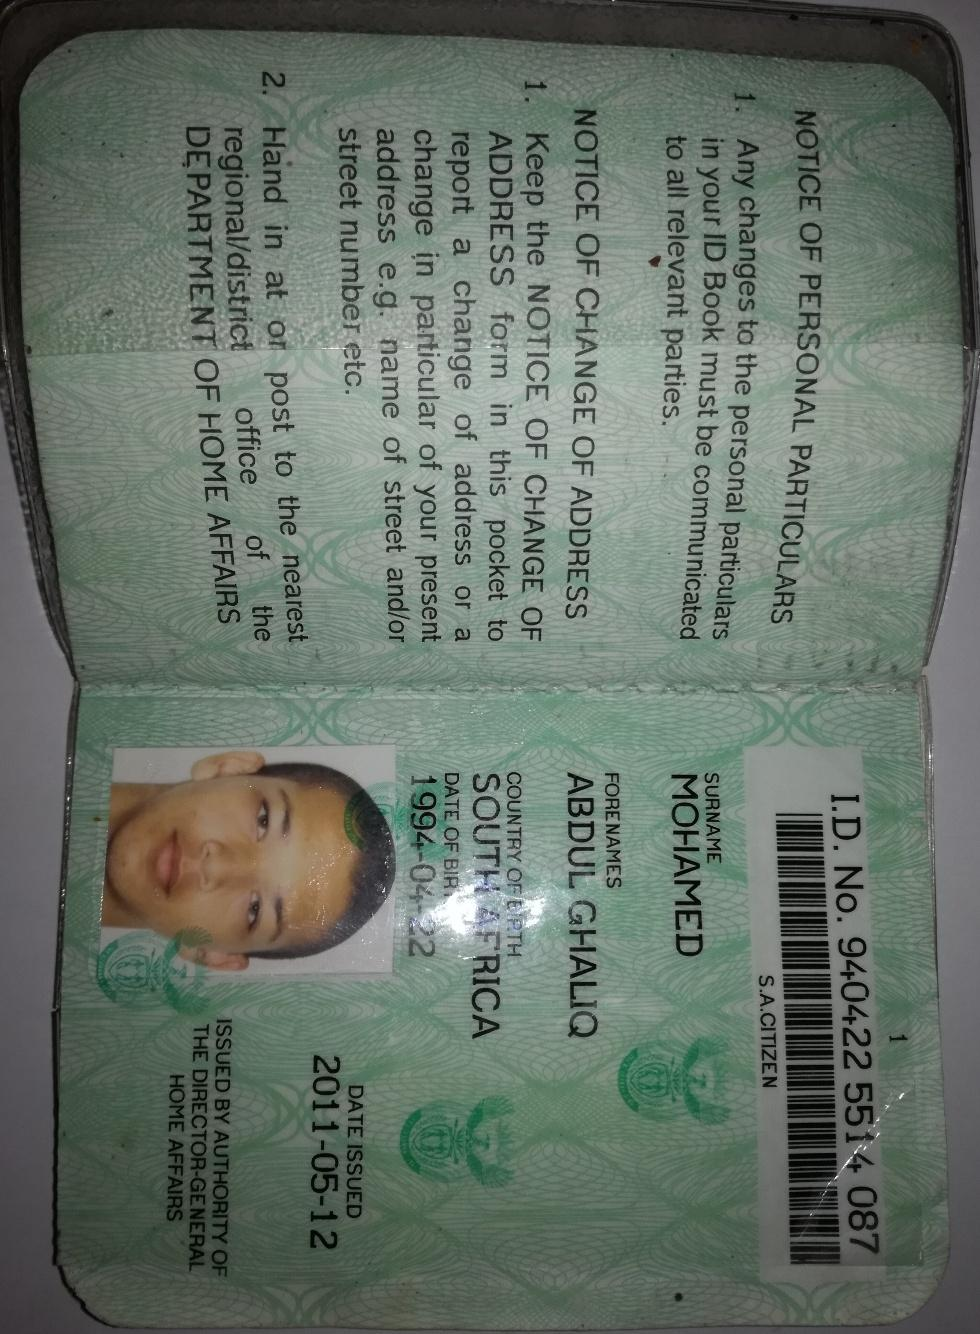 NOTICE OF PERSONAL PARTICULARS
1. Any changes to the personal particulars
in your ID Book must be communicated
to all relevant parties.
NOTICE OF CHANGE OF ADDRESS
1. Keep the NOTICE OF CHANGE OF
ADDRESS form in this pocket to
report a change of address or a
change in particular of your present
address e.g. name of street and/or
street number etc.
2. Hand in at or post to the nearest
regional/district office of the
DEPARTMENT OF HOME AFFAIRS
1
I.D. No. 940422 5514 087
S.A.CITIZEN
SURNAME
MOHAMED
FORENAMES
ABDUL GHALIQ
COUNTRY OF BIRTH
SOUTH AFRICA
DATE OF BIRTH
1994-04-22
DATE ISSUED
2011-05-12
ISSUED BY AUTHORITY OF
THE DIRECTOR-GENERAL
HOME AFFAIRS